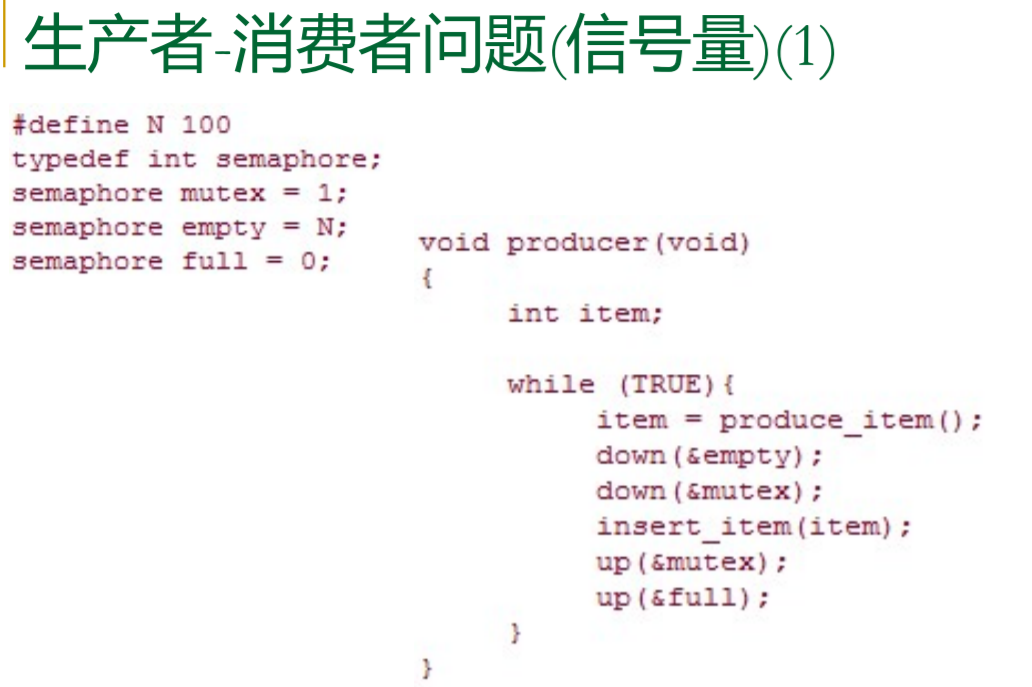 生产者-消费者问题(信号量)(1)
#define N 100
typedef int semaphore;
semaphore mutex = 1;
semaphore empty = N;
semaphore full = 0;
void producer(void)
{
int item;
while (TRUE){
item = produce_item();
down(&empty);
down(&mutex);
insert_item(item);
up(&mutex);
up(&full);
}
}